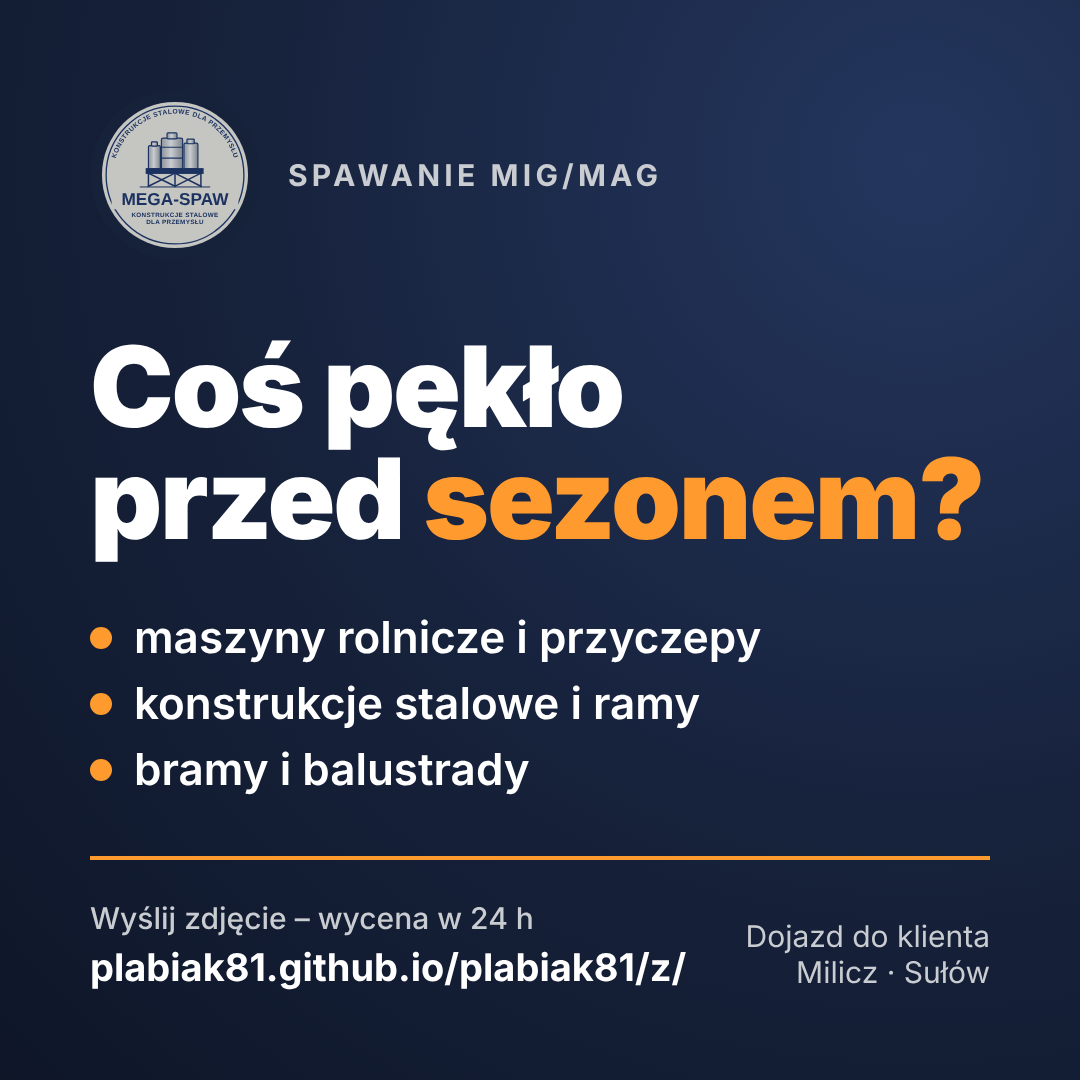 KONSTRUKCJE STALOWE DLA PRZEMYSŁU
MEGA-SPAW
KONSTRUKCJE STALOWE
DLA PRZEMYSŁU
SPAWANIE MIG/MAG
Coś pękło
przed sezonem?
maszyny rolnicze i przyczepy
konstrukcje stalowe i ramy
bramy i balustrady
Wyślij zdjęcie – wycena w 24 h
plabiak81.github.io/plabiak81/z/
Dojazd do klienta
Milicz · Sułów